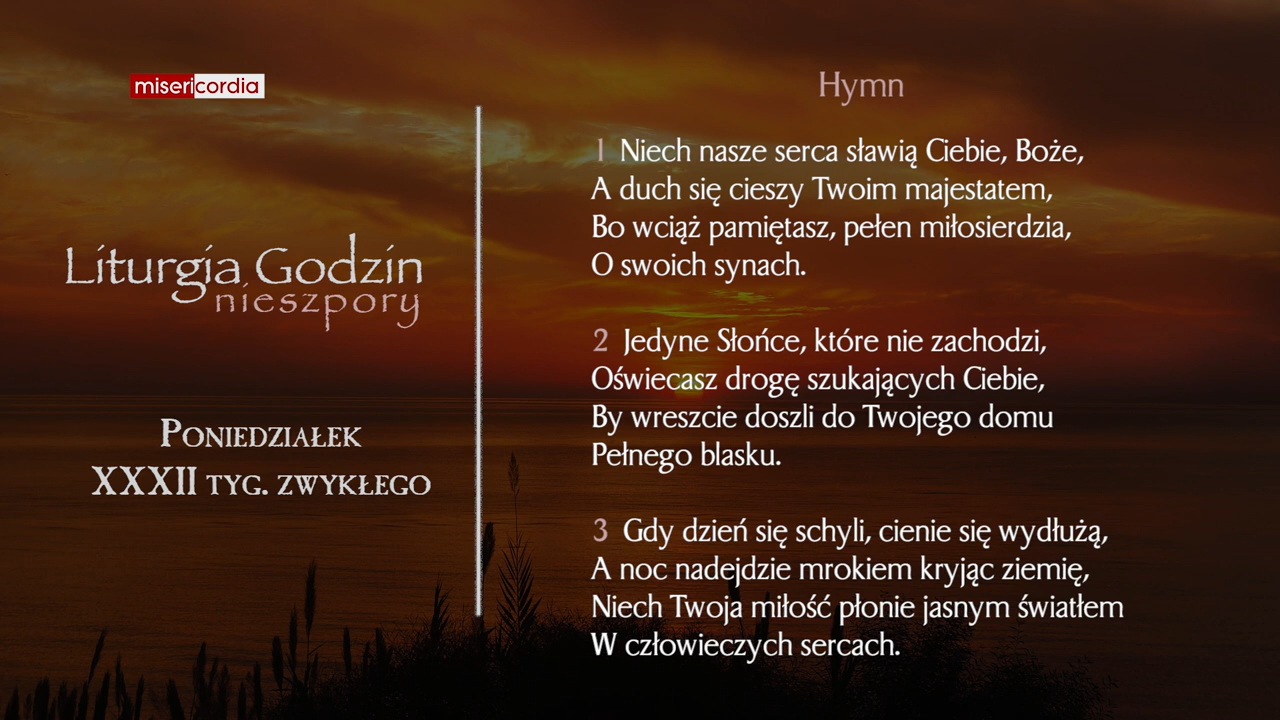 misericordia
Liturgia Godzin
nieszpory
Poniedziałek
XXXII tyg. zwykłego
Hymn
1 Niech nasze serca sławią Ciebie, Boże,
A duch się cieszy Twoim majestatem,
Bo wciąż pamiętasz, pełen miłosierdzia,
O swoich synach.
2 Jedyne Słońce, które nie zachodzi,
Oświecasz drogę szukających Ciebie,
By wreszcie doszli do Twojego domu
Pełnego blasku.
3 Gdy dzień się schyli, cienie się wydłużą,
A noc nadejdzie mrokiem kryjąc ziemię,
Niech Twoja miłość płonie jasnym światłem
W człowieczych sercach.